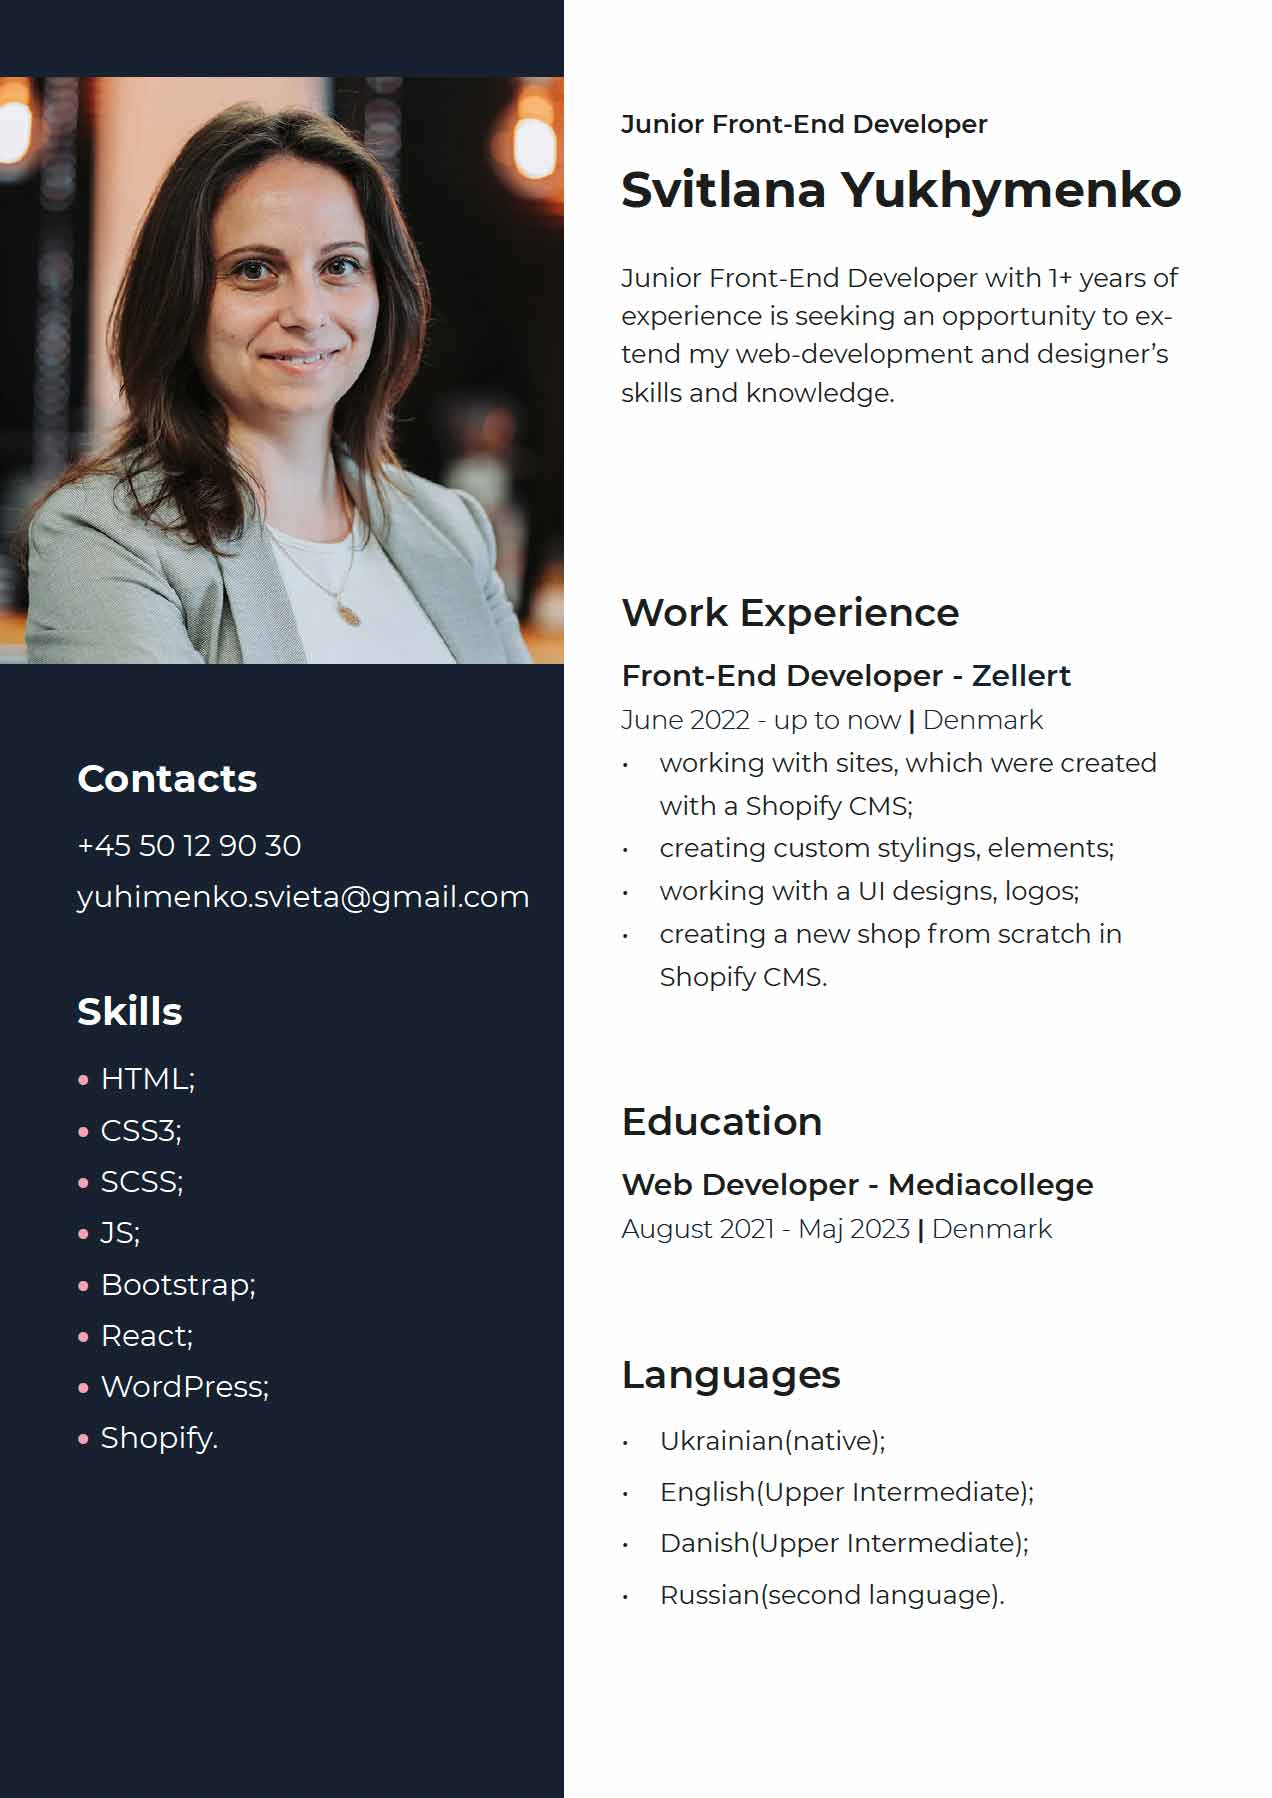 Junior Front-End Developer
Svitlana Yukhymenko
Junior Front-End Developer with 1+ years of
experience is seeking an opportunity to ex-
tend my web-development and designer’s
skills and knowledge.
Work Experience
Front-End Developer - Zellert
June 2022 - up to now | Denmark
• working with sites, which were created
with a Shopify CMS;
• creating custom stylings, elements;
• working with a UI designs, logos;
• creating a new shop from scratch in
Shopify CMS.
Education
Web Developer - Mediacollege
August 2021 - Maj 2023 | Denmark
Languages
• Ukrainian(native);
• English(Upper Intermediate);
• Danish(Upper Intermediate);
• Russian(second language).
Contacts
+45 50 12 90 30
yuhimenko.svieta@gmail.com
Skills
• HTML;
• CSS3;
• SCSS;
• JS;
• Bootstrap;
• React;
• WordPress;
• Shopify.